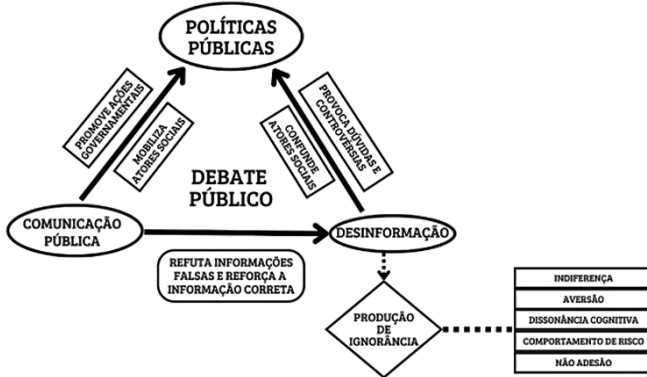 POLÍTICAS
PÚBLICAS
PROMOVE AÇÕES
GOVERNAMENTAIS
MOBILIZA
ATORES SOCIAIS
CONFUNDE
ATORES SOCIAIS
PROVOCA DÚVIDAS E
CONTROVÉRSIAS
DEBATE
PÚBLICO
COMUNICAÇÃO
PÚBLICA
DESINFORMAÇÃO
REFUTA INFORMAÇÕES
FALSAS E REFORÇA A
INFORMAÇÃO CORRETA
PRODUÇÃO
DE
IGNORÂNCIA
INDIFERENÇA
AVERSÃO
DISSONÂNCIA COGNITIVA
COMPORTAMENTO DE RISCO
NÃO ADESÃO